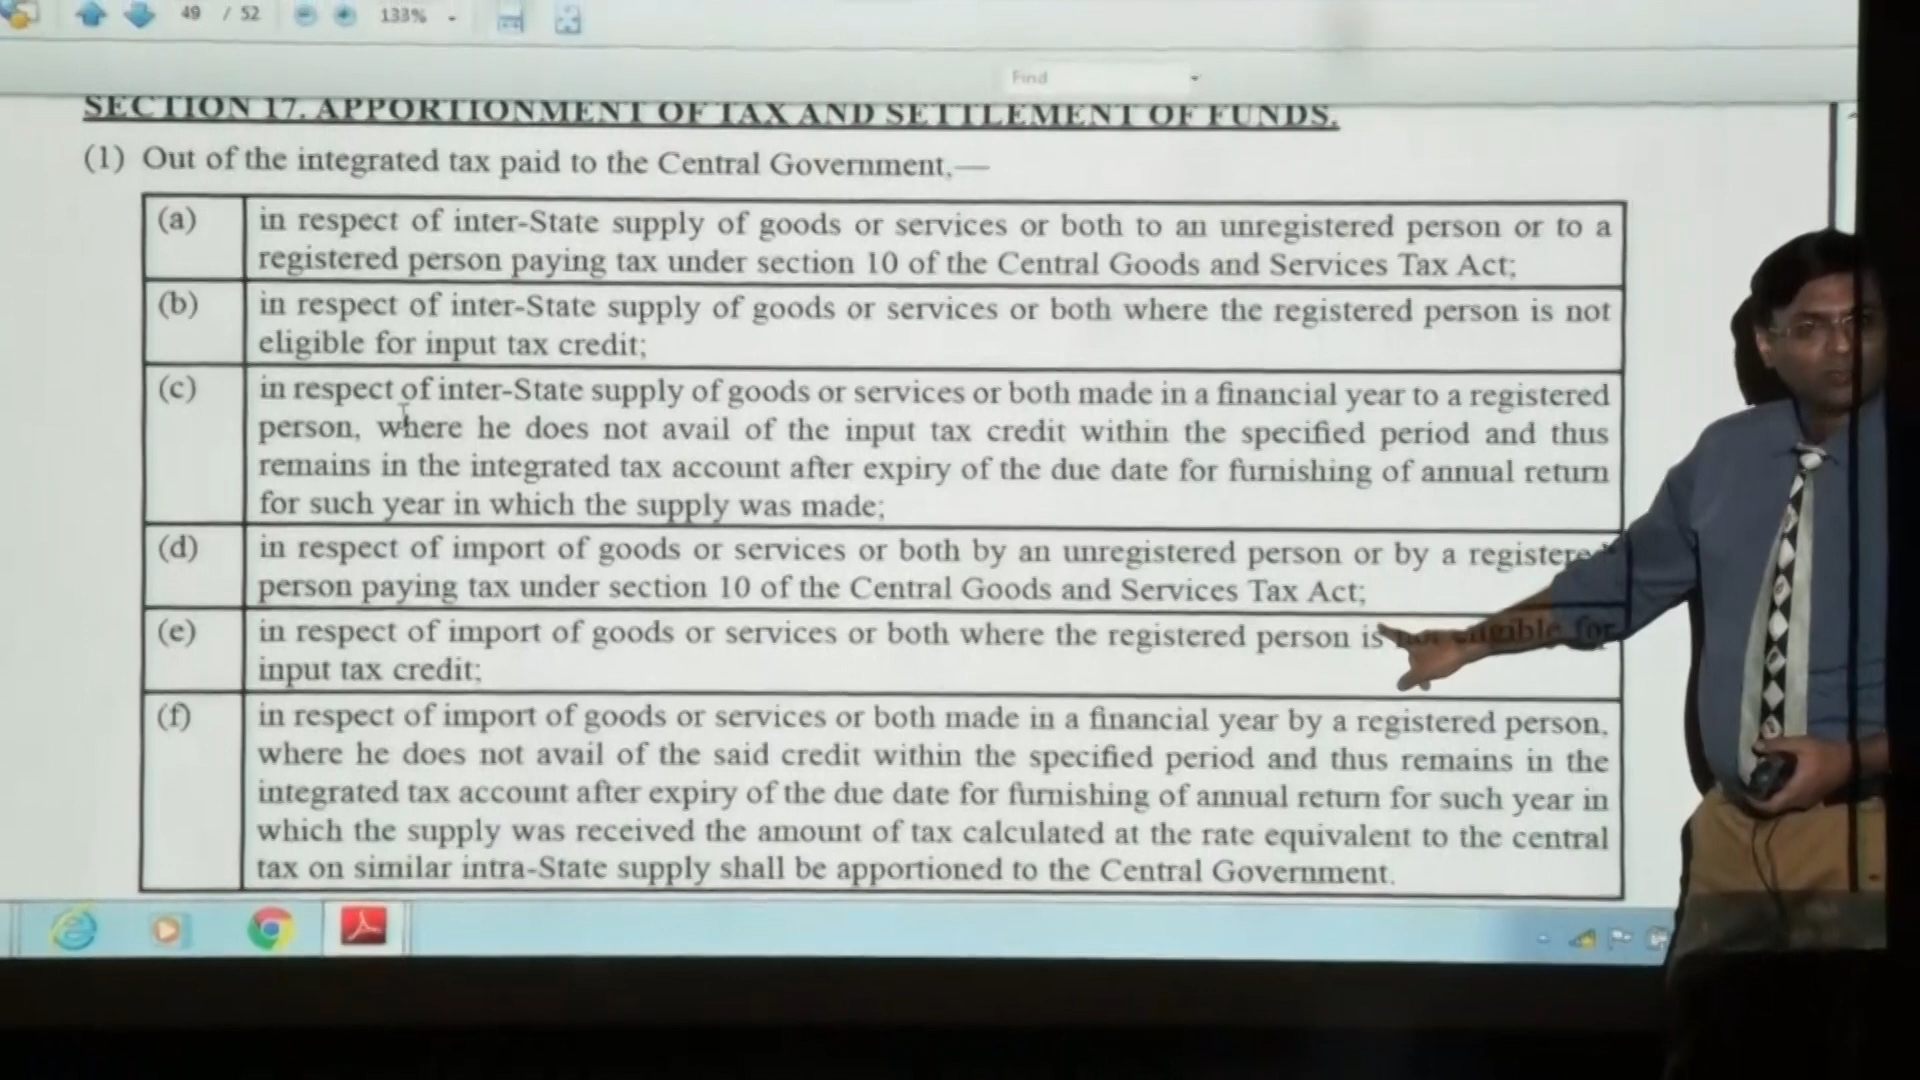 49 / 52 133%
Find
SECTION 17. APPORTIONMENT OF TAX AND SETTLEMENT OF FUNDS.
(1) Out of the integrated tax paid to the Central Government,—
(a) in respect of inter-State supply of goods or services or both to an unregistered person or to a
registered person paying tax under section 10 of the Central Goods and Services Tax Act;
(b) in respect of inter-State supply of goods or services or both where the registered person is not
eligible for input tax credit;
(c) in respect of inter-State supply of goods or services or both made in a financial year to a registered
person, where he does not avail of the input tax credit within the specified period and thus
remains in the integrated tax account after expiry of the due date for furnishing of annual return
for such year in which the supply was made;
(d) in respect of import of goods or services or both by an unregistered person or by a registered
person paying tax under section 10 of the Central Goods and Services Tax Act;
(e) in respect of import of goods or services or both where the registered person is not eligible for
input tax credit;
(f) in respect of import of goods or services or both made in a financial year by a registered person,
where he does not avail of the said credit within the specified period and thus remains in the
integrated tax account after expiry of the due date for furnishing of annual return for such year in
which the supply was received the amount of tax calculated at the rate equivalent to the central
tax on similar intra-State supply shall be apportioned to the Central Government.